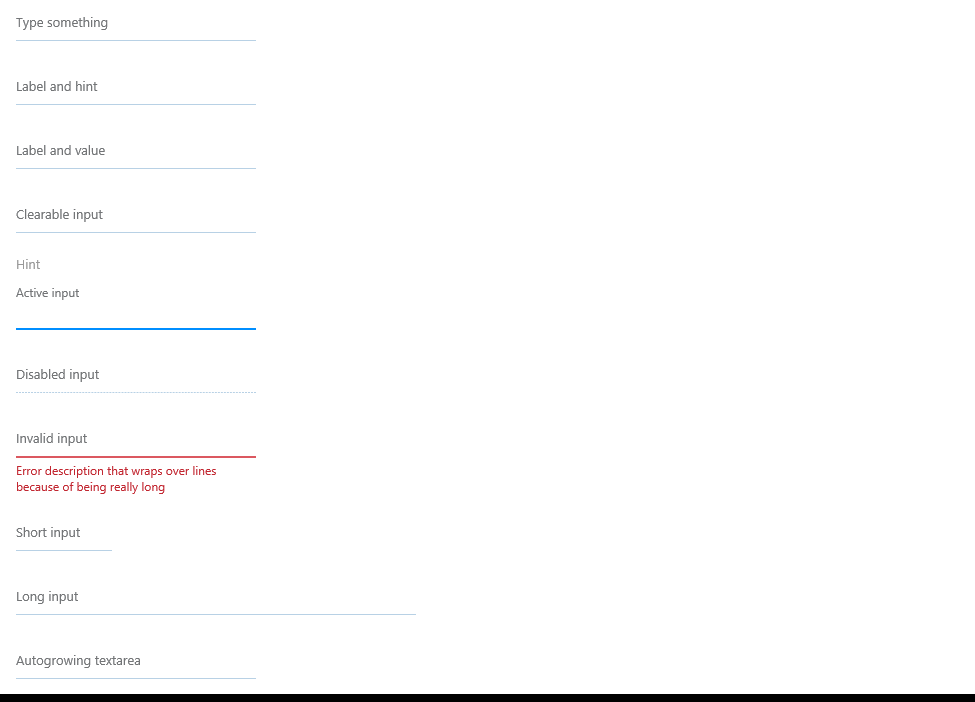 Type something
Label and hint
Label and value
Clearable input
Hint
Active input
Disabled input
Invalid input
Error description that wraps over lines
because of being really long
Short input
Long input
Autogrowing textarea